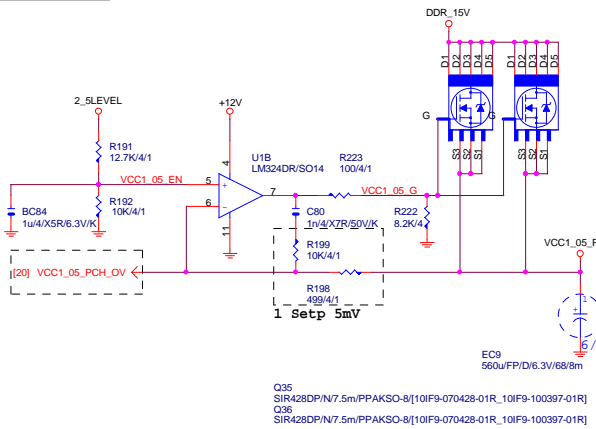 DDR_15V
D1
D2
D3
D4
D5
D1
D2
D3
D4
D5
G
G
S3
S2
S1
S3
S2
S1
2_5LEVEL
+12V
R191
12.7K/4/1
U1B
LM324DR/SO14
R223
100/4/1
VCC1_05_EN
VCC1_05_G
4
5
+
6
-
7
11
BC84
1u/4/X5R/6.3V/K
R192
10K/4/1
C80
1n/4/X7R/50V/K
R222
8.2K/4
R199
10K/4/1
VCC1_05_P
[20] VCC1_05_PCH_OV
R198
499/4/1
1 Setp 5mV
1
+
6/
EC9
560u/FP/D/6.3V/68/8m
Q35
SIR428DP/N/7.5m/PPAKSO-8/[10IF9-070428-01R_10IF9-100397-01R]
Q36
SIR428DP/N/7.5m/PPAKSO-8/[10IF9-070428-01R_10IF9-100397-01R]